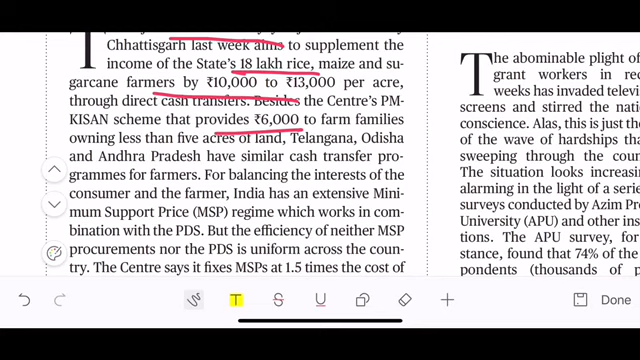 Chhattisgarh last week aims to supplement the
income of the State's 18 lakh rice, maize and su-
garcane farmers by ₹10,000 to ₹13,000 per acre,
through direct cash transfers. Besides the Centre's PM-
KISAN scheme that provides ₹6,000 to farm families
owning less than five acres of land, Telangana, Odisha
and Andhra Pradesh have similar cash transfer pro-
grammes for farmers. For balancing the interests of the
consumer and the farmer, India has an extensive Mini-
mum Support Price (MSP) regime which works in com-
bination with the PDS. But the efficiency of neither MSP
procurements nor the PDS is uniform across the coun-
try. The Centre says it fixes MSPs at 1.5 times the cost of
The abominable plight of
grant workers in rec
weeks has invaded televi
screens and stirred the nati
conscience. Alas, this is just th
of the wave of hardships tha
sweeping through the coun
The situation looks increasin
alarming in the light of a serie
surveys conducted by Azim Pre
University (APU) and other ins
tions. The APU survey, for
stance, found that 74% of the
pondents (thousands of p
T
S
U
Done